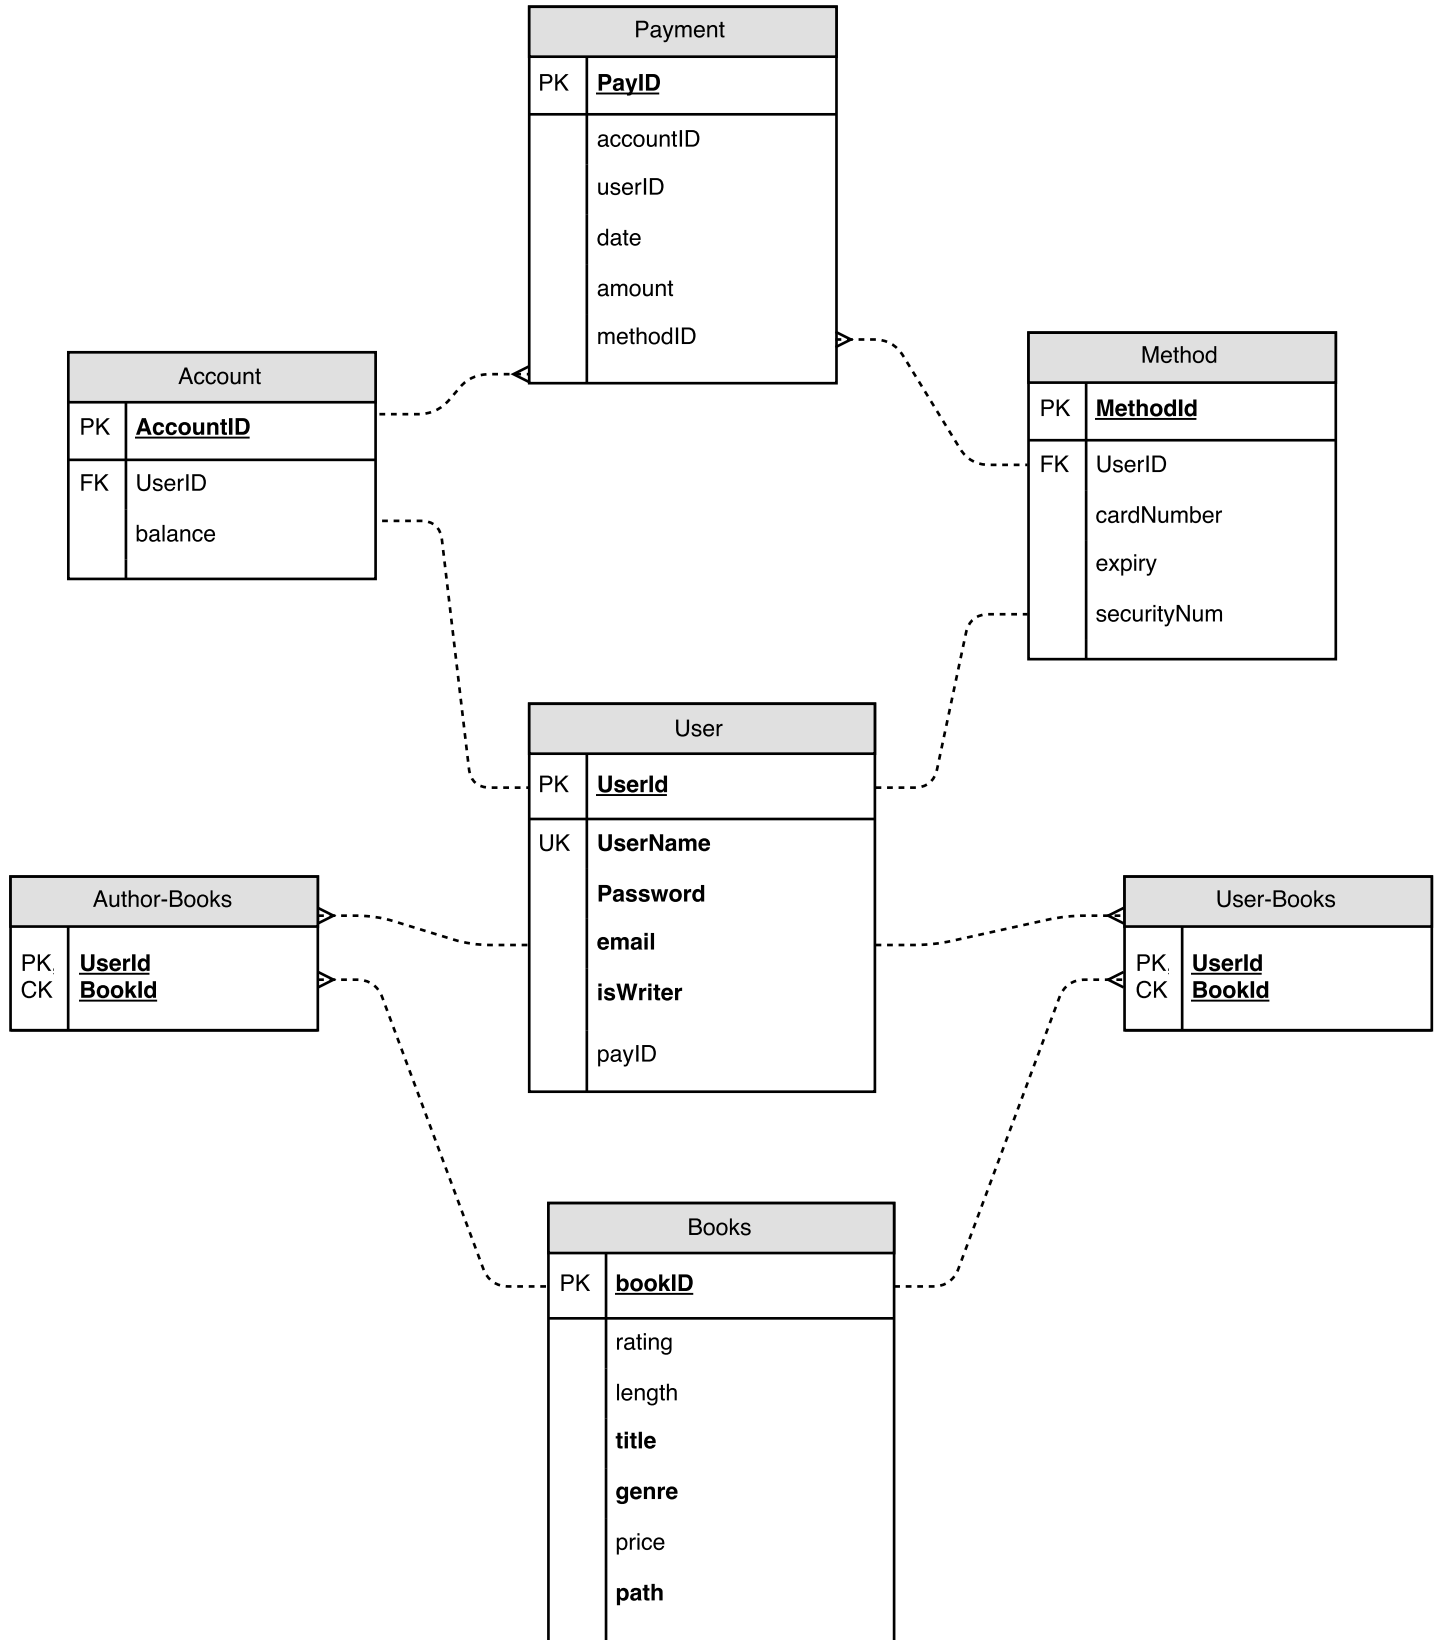 Payment
PK PayID
accountID
userID
date
amount
methodID
Account
PK AccountID
FK UserID
balance
Method
PK MethodId
FK UserID
cardNumber
expiry
securityNum
User
PK UserId
UK UserName
Password
email
isWriter
payID
Author-Books
PK, UserId
CK BookId
User-Books
PK, UserId
CK BookId
Books
PK bookID
rating
length
title
genre
price
path